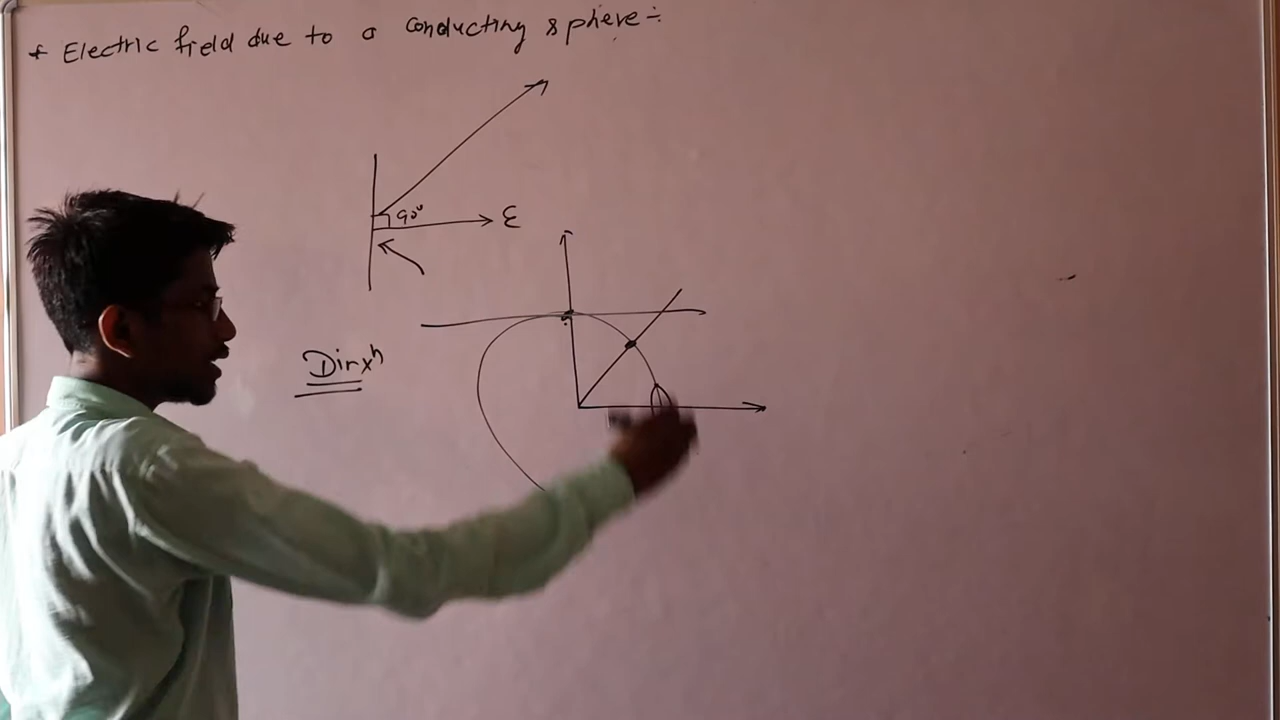 * Electric field due to a conducting sphere÷
90° ε
Dirxⁿ